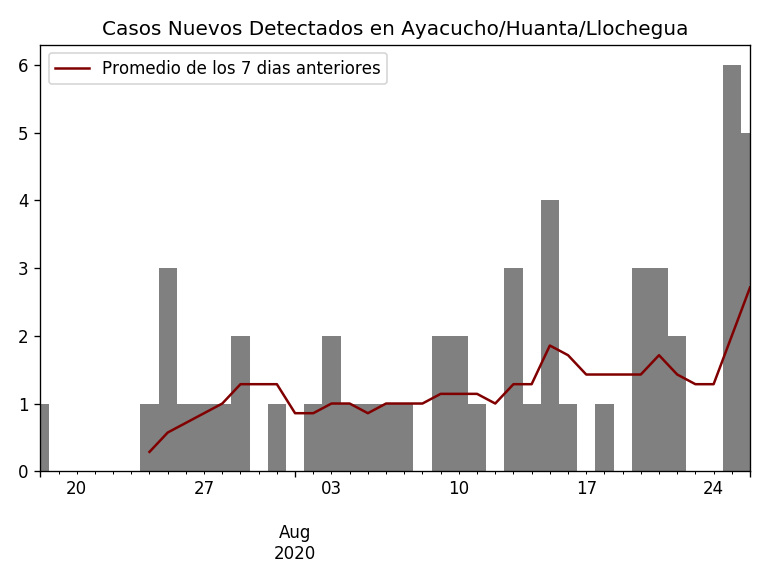 Casos Nuevos Detectados en Ayacucho/Huanta/Llochegua
Promedio de los 7 dias anteriores
6
5
4
3
2
1
0
20 27 03 10 17 24
Aug
2020